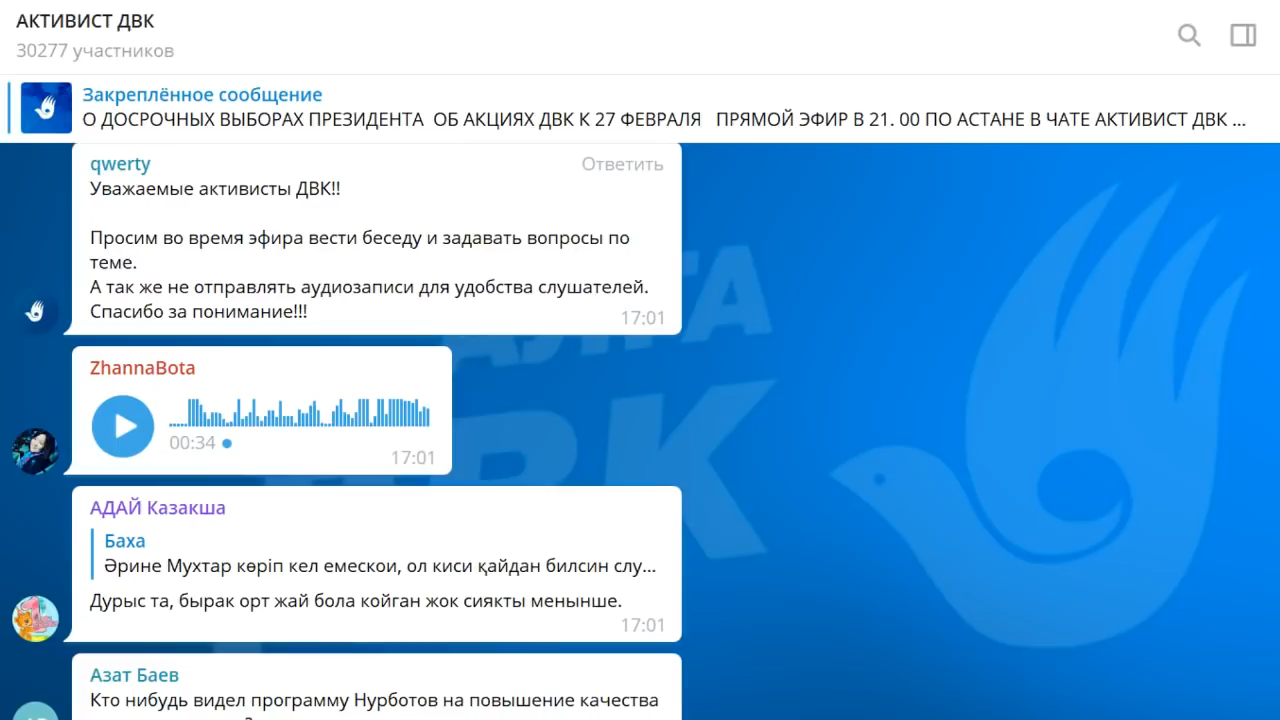 АКТИВИСТ ДВК
30277 участников
Закреплённое сообщение
О ДОСРОЧНЫХ ВЫБОРАХ ПРЕЗИДЕНТА ОБ АКЦИЯХ ДВК К 27 ФЕВРАЛЯ ПРЯМОЙ ЭФИР В 21. 00 ПО АСТАНЕ В ЧАТЕ АКТИВИСТ ДВК ...
qwerty
Ответить
Уважаемые активисты ДВК!!
Просим во время эфира вести беседу и задавать вопросы по
теме.
А так же не отправлять аудиозаписи для удобства слушателей.
Спасибо за понимание!!!
17:01
ZhannaBota
00:34
17:01
АДАЙ Казакша
Баха
Әрине Мухтар көріп кел емескои, ол киси қайдан билсин слу...
Дурыс та, бырак орт жай бола койган жок сиякты менынше.
17:01
Азат Баев
Кто нибудь видел программу Нурботов на повышение качества